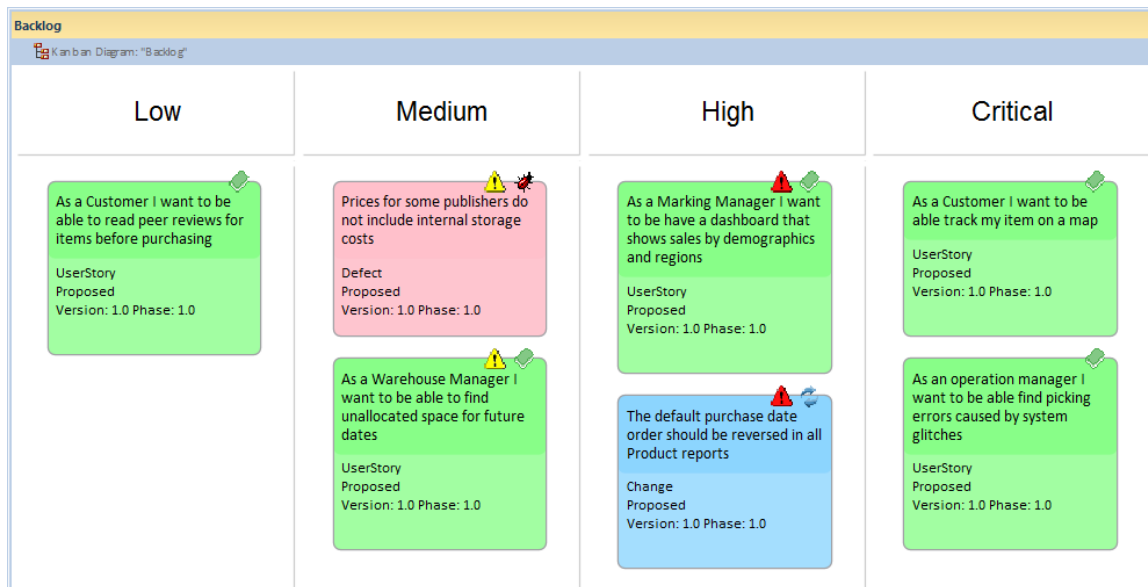 Backlog
Kanban Diagram: "Backlog"
Low
Medium
High
Critical
As a Customer I want to be
able to read peer reviews for
items before purchasing
UserStory
Proposed
Version: 1.0 Phase: 1.0
Prices for some publishers do
not include internal storage
costs
Defect
Proposed
Version: 1.0 Phase: 1.0
As a Warehouse Manager I
want to be able to find
unallocated space for future
dates
UserStory
Proposed
Version: 1.0 Phase: 1.0
As a Marking Manager I want
to be have a dashboard that
shows sales by demographics
and regions
UserStory
Proposed
Version: 1.0 Phase: 1.0
The default purchase date
order should be reversed in all
Product reports
Change
Proposed
Version: 1.0 Phase: 1.0
As a Customer I want to be
able track my item on a map
UserStory
Proposed
Version: 1.0 Phase: 1.0
As an operation manager I
want to be able find picking
errors caused by system
glitches
UserStory
Proposed
Version: 1.0 Phase: 1.0